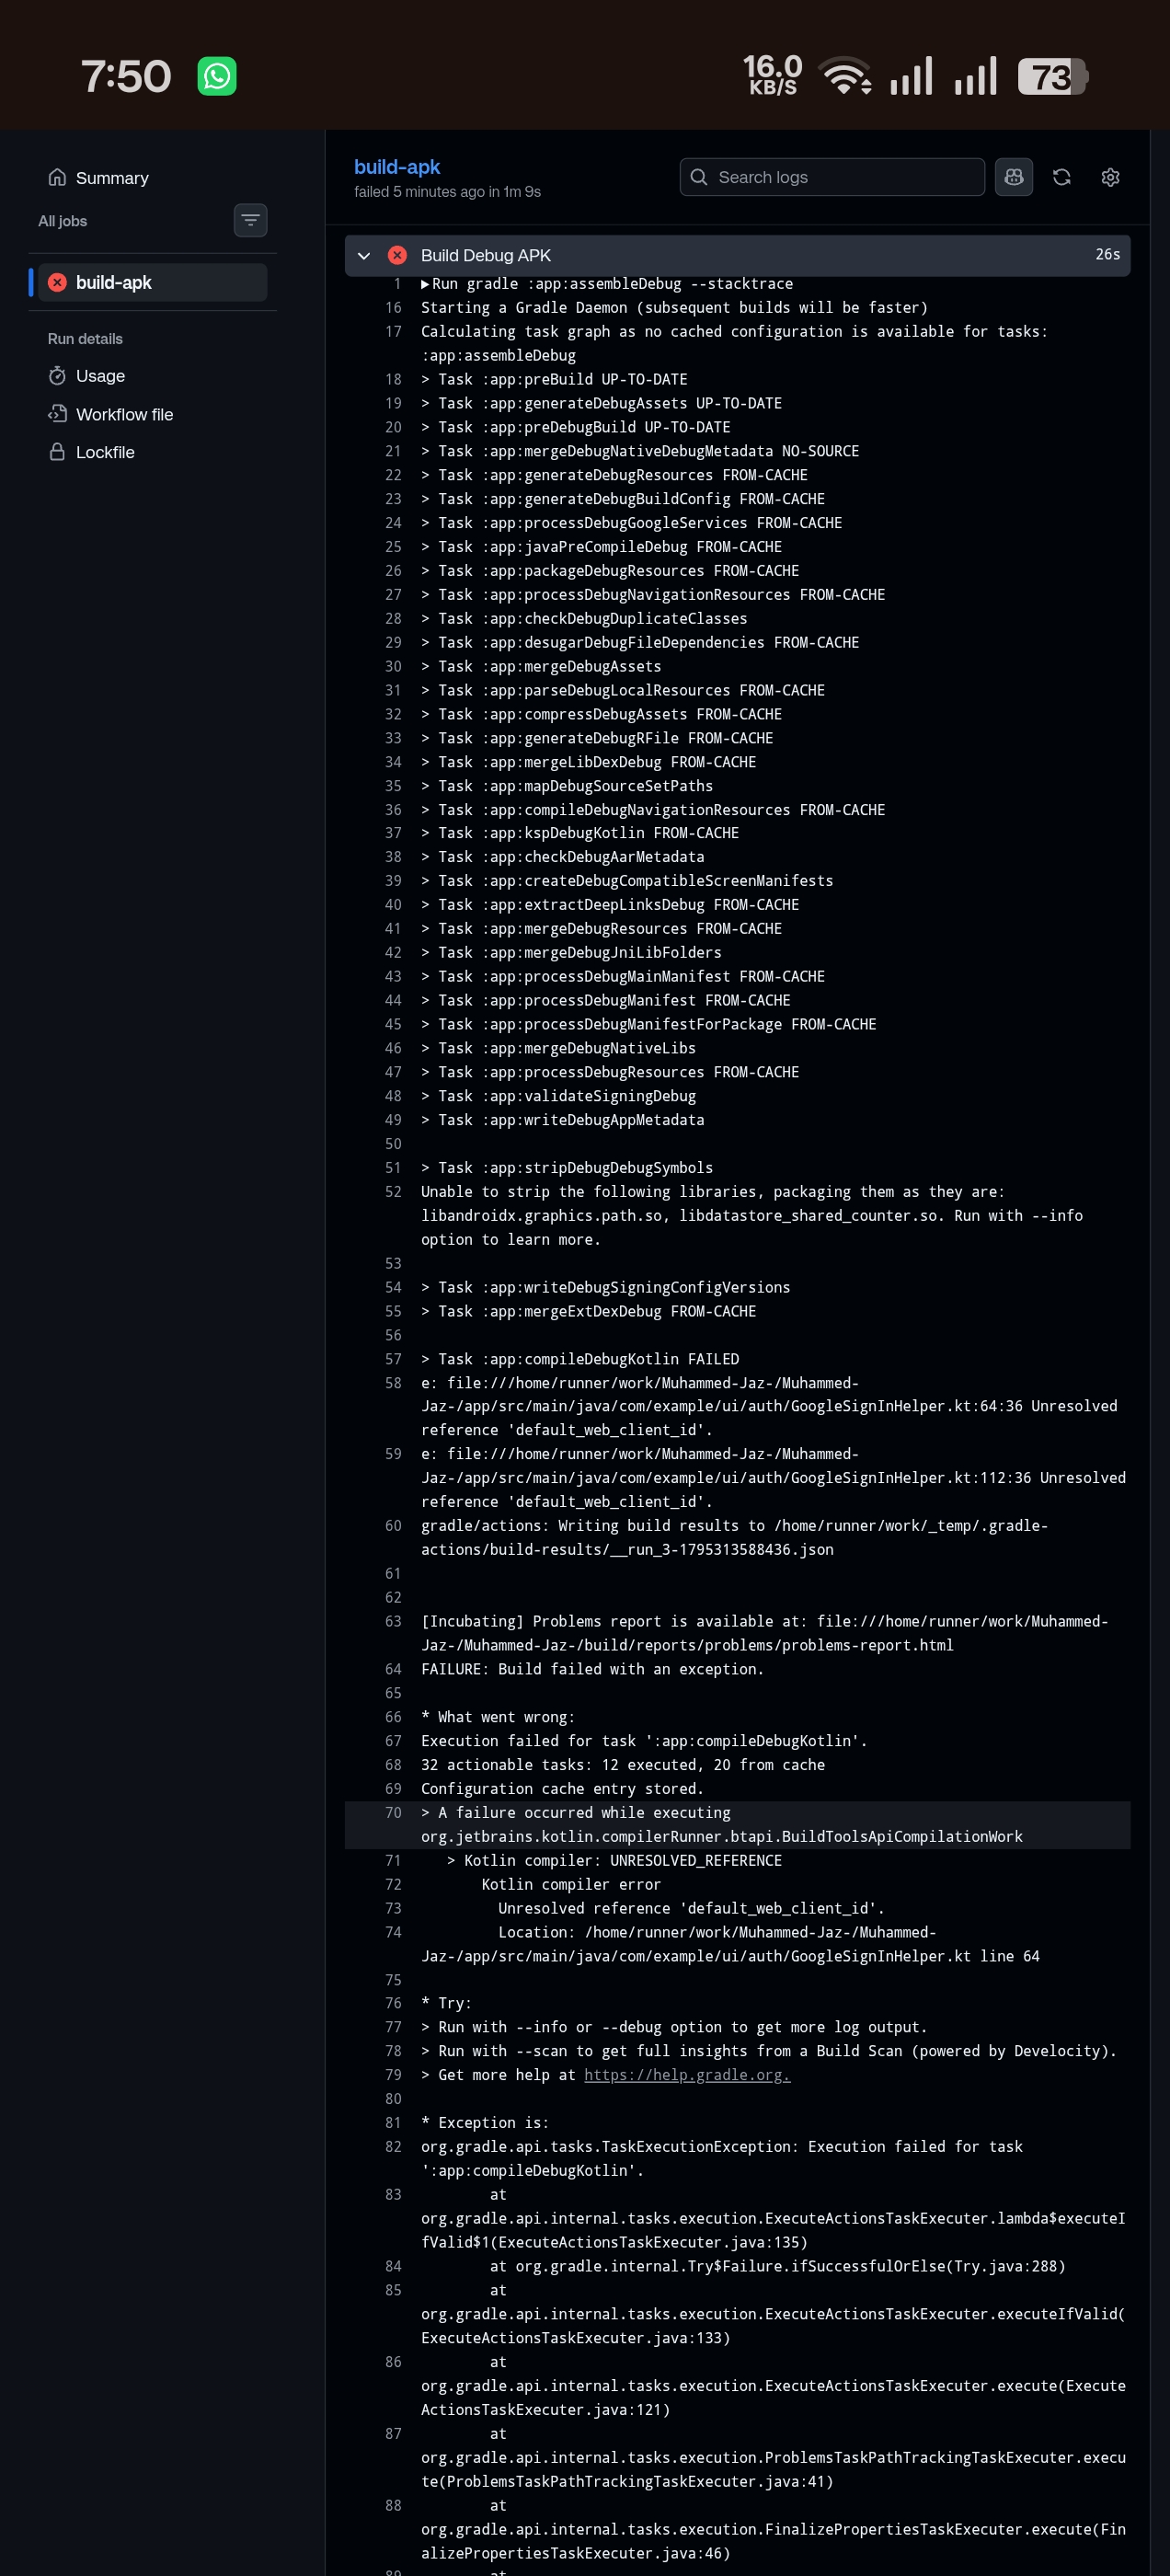 7:50
16.0
KB/S
73
Summary
All jobs
build-apk
Run details
Usage
Workflow file
Lockfile
build-apk
failed 5 minutes ago in 1m 9s
Search logs
Build Debug APK
26s
1 Run gradle :app:assembleDebug --stacktrace
16 Starting a Gradle Daemon (subsequent builds will be faster)
17 Calculating task graph as no cached configuration is available for tasks:
:app:assembleDebug
18 > Task :app:preBuild UP-TO-DATE
19 > Task :app:generateDebugAssets UP-TO-DATE
20 > Task :app:preDebugBuild UP-TO-DATE
21 > Task :app:mergeDebugNativeDebugMetadata NO-SOURCE
22 > Task :app:generateDebugResources FROM-CACHE
23 > Task :app:generateDebugBuildConfig FROM-CACHE
24 > Task :app:processDebugGoogleServices FROM-CACHE
25 > Task :app:javaPreCompileDebug FROM-CACHE
26 > Task :app:packageDebugResources FROM-CACHE
27 > Task :app:processDebugNavigationResources FROM-CACHE
28 > Task :app:checkDebugDuplicateClasses
29 > Task :app:desugarDebugFileDependencies FROM-CACHE
30 > Task :app:mergeDebugAssets
31 > Task :app:parseDebugLocalResources FROM-CACHE
32 > Task :app:compressDebugAssets FROM-CACHE
33 > Task :app:generateDebugRFile FROM-CACHE
34 > Task :app:mergeLibDexDebug FROM-CACHE
35 > Task :app:mapDebugSourceSetPaths
36 > Task :app:compileDebugNavigationResources FROM-CACHE
37 > Task :app:kspDebugKotlin FROM-CACHE
38 > Task :app:checkDebugAarMetadata
39 > Task :app:createDebugCompatibleScreenManifests
40 > Task :app:extractDeepLinksDebug FROM-CACHE
41 > Task :app:mergeDebugResources FROM-CACHE
42 > Task :app:mergeDebugJniLibFolders
43 > Task :app:processDebugMainManifest FROM-CACHE
44 > Task :app:processDebugManifest FROM-CACHE
45 > Task :app:processDebugManifestForPackage FROM-CACHE
46 > Task :app:mergeDebugNativeLibs
47 > Task :app:processDebugResources FROM-CACHE
48 > Task :app:validateSigningDebug
49 > Task :app:writeDebugAppMetadata
50
51 > Task :app:stripDebugDebugSymbols
52 Unable to strip the following libraries, packaging them as they are:
libandroidx.graphics.path.so, libdatastore_shared_counter.so. Run with --info
option to learn more.
53
54 > Task :app:writeDebugSigningConfigVersions
55 > Task :app:mergeExtDexDebug FROM-CACHE
56
57 > Task :app:compileDebugKotlin FAILED
58 e: file:///home/runner/work/Muhammed-Jaz-/Muhammed-
Jaz-/app/src/main/java/com/example/ui/auth/GoogleSignInHelper.kt:64:36 Unresolved
reference 'default_web_client_id'.
59 e: file:///home/runner/work/Muhammed-Jaz-/Muhammed-
Jaz-/app/src/main/java/com/example/ui/auth/GoogleSignInHelper.kt:112:36 Unresolved
reference 'default_web_client_id'.
60 gradle/actions: Writing build results to /home/runner/work/_temp/.gradle-
actions/build-results/__run_3-1795313588436.json
61
62
63 [Incubating] Problems report is available at: file:///home/runner/work/Muhammed-
Jaz-/Muhammed-Jaz-/build/reports/problems/problems-report.html
64 FAILURE: Build failed with an exception.
65
66 * What went wrong:
67 Execution failed for task ':app:compileDebugKotlin'.
68 32 actionable tasks: 12 executed, 20 from cache
69 Configuration cache entry stored.
70 > A failure occurred while executing
org.jetbrains.kotlin.compilerRunner.btapi.BuildToolsApiCompilationWork
71 > Kotlin compiler: UNRESOLVED_REFERENCE
72 Kotlin compiler error
73 Unresolved reference 'default_web_client_id'.
74 Location: /home/runner/work/Muhammed-Jaz-/Muhammed-
Jaz-/app/src/main/java/com/example/ui/auth/GoogleSignInHelper.kt line 64
75
76 * Try:
77 > Run with --info or --debug option to get more log output.
78 > Run with --scan to get full insights from a Build Scan (powered by Develocity).
79 > Get more help at https://help.gradle.org.
80
81 * Exception is:
82 org.gradle.api.tasks.TaskExecutionException: Execution failed for task
':app:compileDebugKotlin'.
83 at
org.gradle.api.internal.tasks.execution.ExecuteActionsTaskExecuter.lambda$executeI
fValid$1(ExecuteActionsTaskExecuter.java:135)
84 at org.gradle.internal.Try$Failure.ifSuccessfulOrElse(Try.java:288)
85 at
org.gradle.api.internal.tasks.execution.ExecuteActionsTaskExecuter.executeIfValid(
ExecuteActionsTaskExecuter.java:133)
86 at
org.gradle.api.internal.tasks.execution.ExecuteActionsTaskExecuter.execute(Execute
ActionsTaskExecuter.java:121)
87 at
org.gradle.api.internal.tasks.execution.ProblemsTaskPathTrackingTaskExecuter.execu
te(ProblemsTaskPathTrackingTaskExecuter.java:41)
88 at
org.gradle.api.internal.tasks.execution.FinalizePropertiesTaskExecuter.execute(Fin
alizePropertiesTaskExecuter.java:46)
89 at